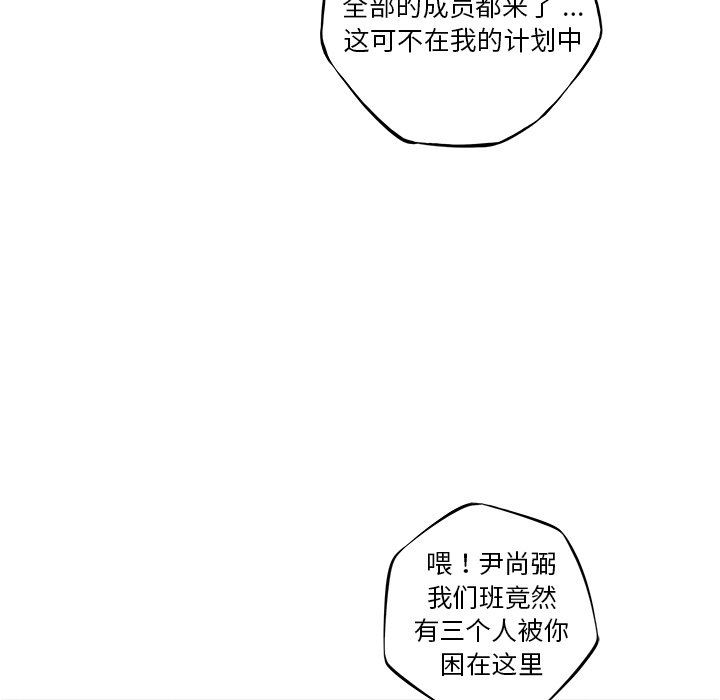 全部的成员都来了...
这可不在我的计划中
喂！尹尚弼
我们班竟然
有三个人被你
困在这里